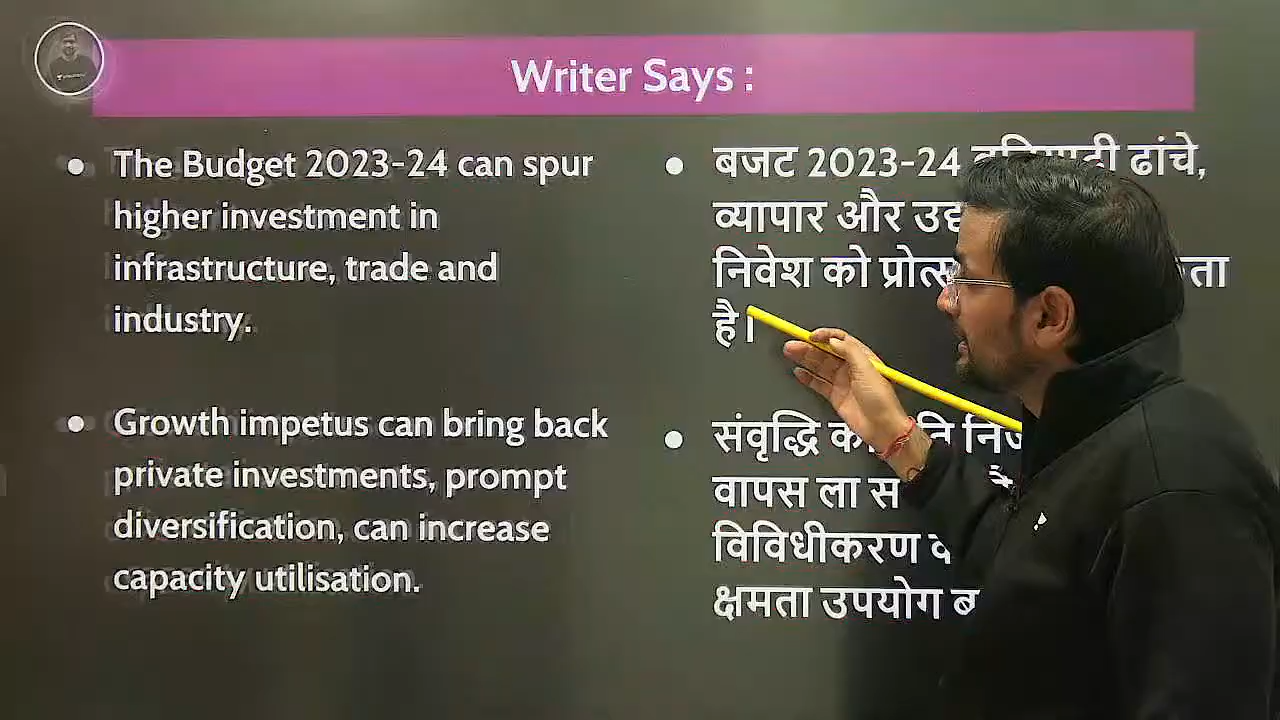 Writer Says :
The Budget 2023-24 can spur
higher investment in
infrastructure, trade and
industry.
Growth impetus can bring back
private investments, prompt
diversification, can increase
capacity utilisation.
बजट 2023-24 ढांचे,
व्यापार और
निवेश को
है।
संवृद्धि
वापस ला
विविधीकरण
क्षमता उपयोग